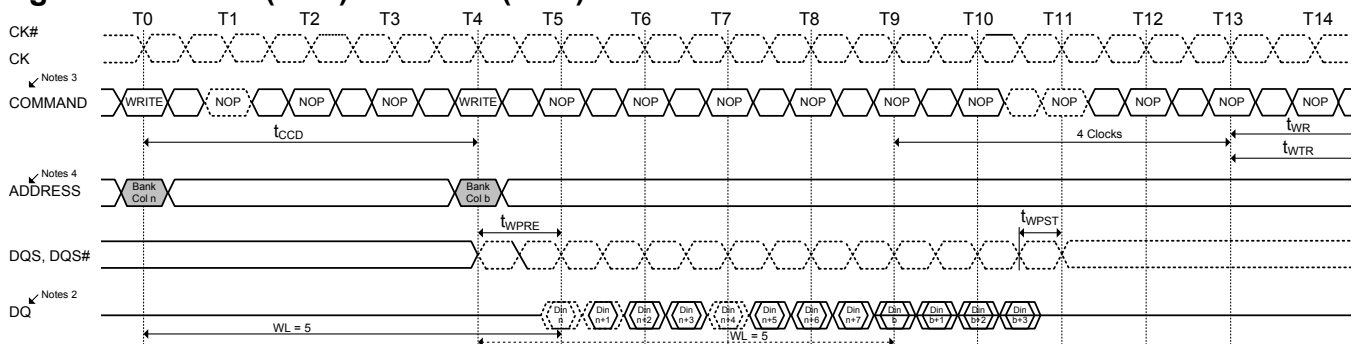 T0 T1 T2 T3 T4 T5 T6 T7 T8 T9 T10 T11 T12 T13 T14
CK#
CK
Notes 3
COMMAND WRITE NOP NOP NOP WRITE NOP NOP NOP NOP NOP NOP NOP NOP NOP NOP
tCCD 4 Clocks tWR
tWTR
Notes 4
ADDRESS Bank Col n Bank Col b
tWPRE tWPST
DQS, DQS#
Notes 2
DQ Din n Din n+1 Din n+2 Din n+3 Din n+4 Din n+5 Din n+6 Din n+7 Din b Din b+1 Din b+2 Din b+3
WL = 5 WL = 5